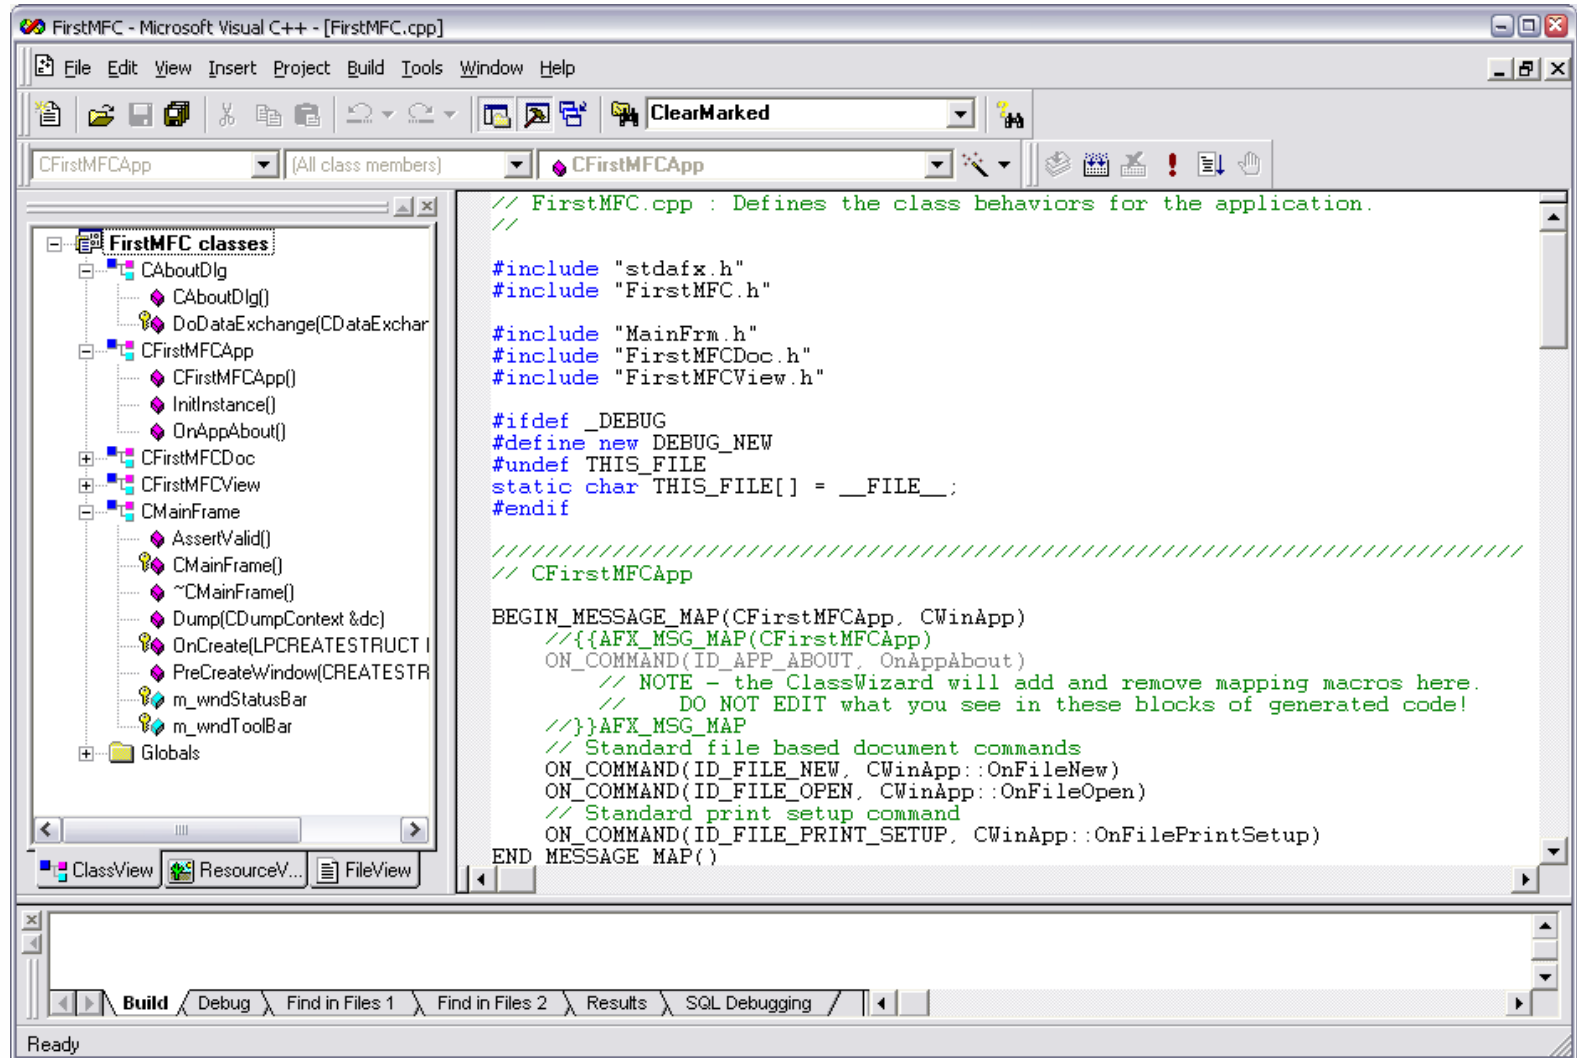 FirstMFC - Microsoft Visual C++ - [FirstMFC.cpp]
File Edit View Insert Project Build Tools Window Help
ClearMarked
CFirstMFCApp (All class members) CFirstMFCApp
FirstMFC classes
CAboutDlg
CAboutDlg()
DoDataExchange(CDataExchar
CFirstMFCApp
CFirstMFCApp()
InitInstance()
OnAppAbout()
CFirstMFCDoc
CFirstMFCView
CMainFrame
AssertValid()
CMainFrame()
~CMainFrame()
Dump(CDumpContext &dc)
OnCreate(LPCREATESTRUCT l
PreCreateWindow(CREATESTR
m_wndStatusBar
m_wndToolBar
Globals
ClassView ResourceV... FileView
// FirstMFC.cpp : Defines the class behaviors for the application.
//
#include "stdafx.h"
#include "FirstMFC.h"
#include "MainFrm.h"
#include "FirstMFCDoc.h"
#include "FirstMFCView.h"
#ifdef _DEBUG
#define new DEBUG_NEW
#undef THIS_FILE
static char THIS_FILE[] = __FILE__;
#endif
/////////////////////////////////////////////////////////////////////////////
// CFirstMFCApp
BEGIN_MESSAGE_MAP(CFirstMFCApp, CWinApp)
//{{AFX_MSG_MAP(CFirstMFCApp)
ON_COMMAND(ID_APP_ABOUT, OnAppAbout)
// NOTE - the ClassWizard will add and remove mapping macros here.
// DO NOT EDIT what you see in these blocks of generated code!
//}}AFX_MSG_MAP
// Standard file based document commands
ON_COMMAND(ID_FILE_NEW, CWinApp::OnFileNew)
ON_COMMAND(ID_FILE_OPEN, CWinApp::OnFileOpen)
// Standard print setup command
ON_COMMAND(ID_FILE_PRINT_SETUP, CWinApp::OnFilePrintSetup)
END_MESSAGE_MAP()
Build Debug Find in Files 1 Find in Files 2 Results SQL Debugging
Ready